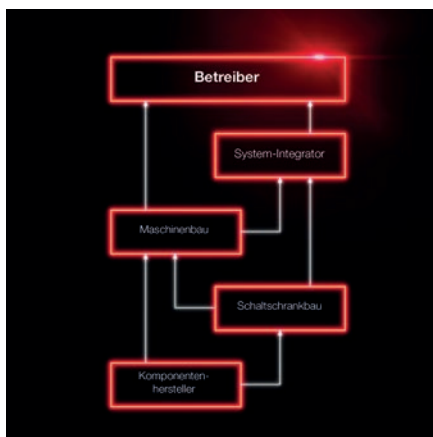 Betreiber
System-Integrator
Maschinenbau
Schaltschrankbau
Komponenten-
hersteller